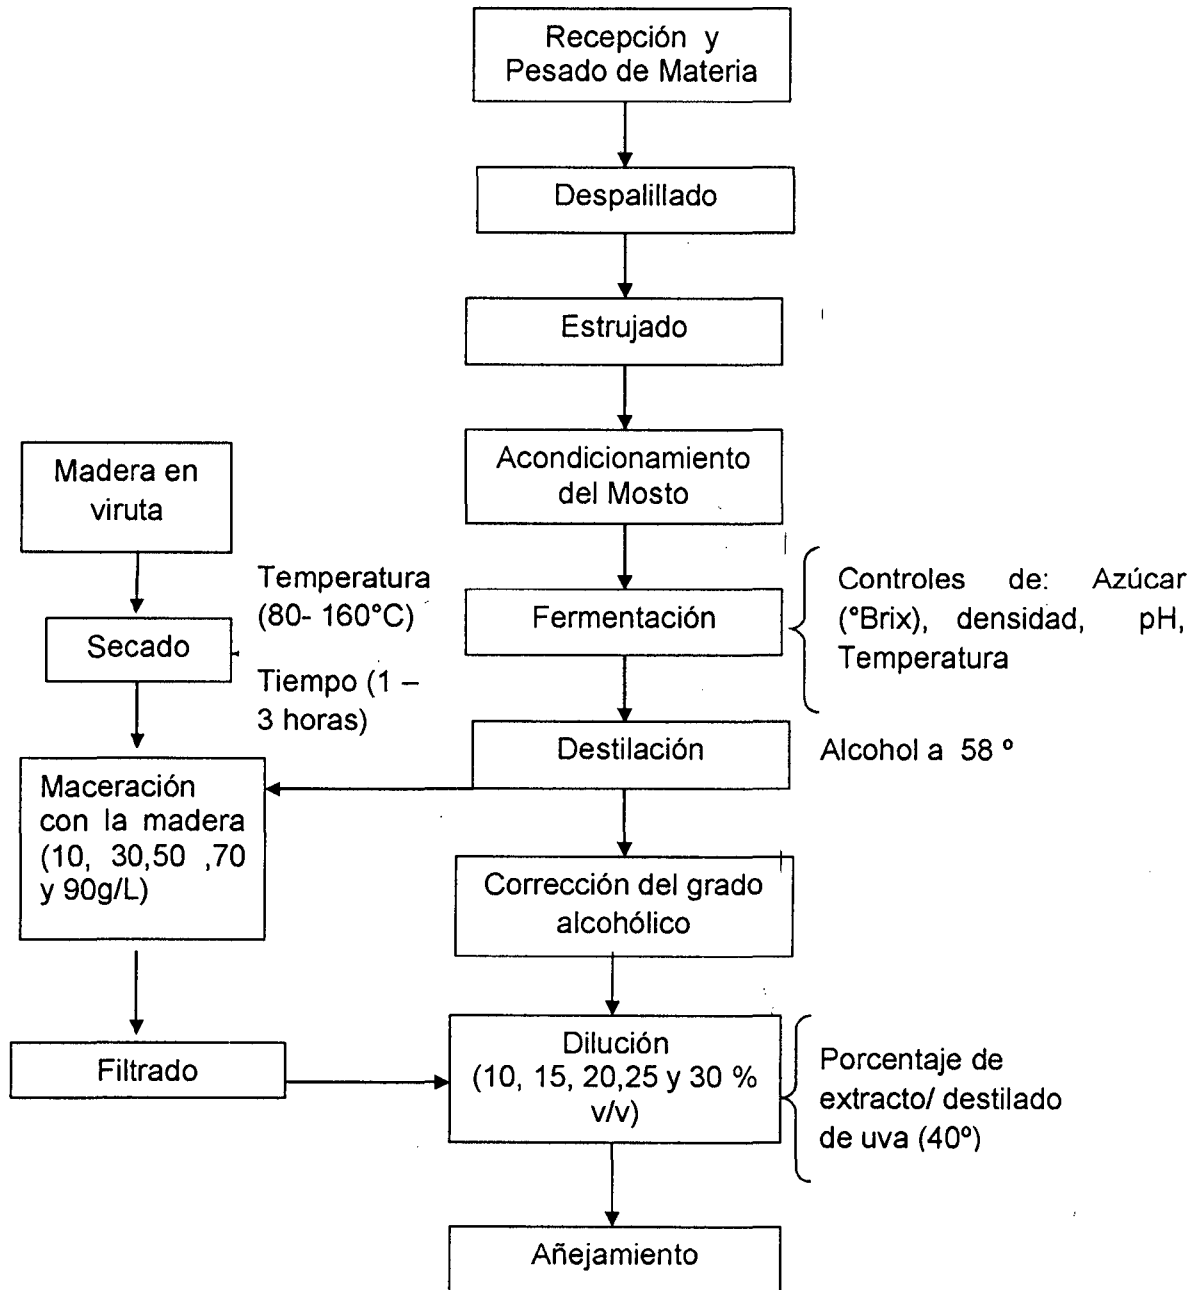 Recepción y
Pesado de Materia
Despalillado
Estrujado
Acondicionamiento
del Mosto
Madera en
viruta
Temperatura
(80- 160°C)
Fermentación
Controles de: Azúcar
(°Brix), densidad, pH,
Temperatura
Secado
Tiempo (1 –
3 horas)
Destilación
Alcohol a 58 º
Maceración
con la madera
(10, 30,50 ,70
y 90g/L)
Corrección del grado
alcohólico
Filtrado
Dilución
(10, 15, 20,25 y 30 %
v/v)
Porcentaje de
extracto/ destilado
de uva (40º)
Añejamiento